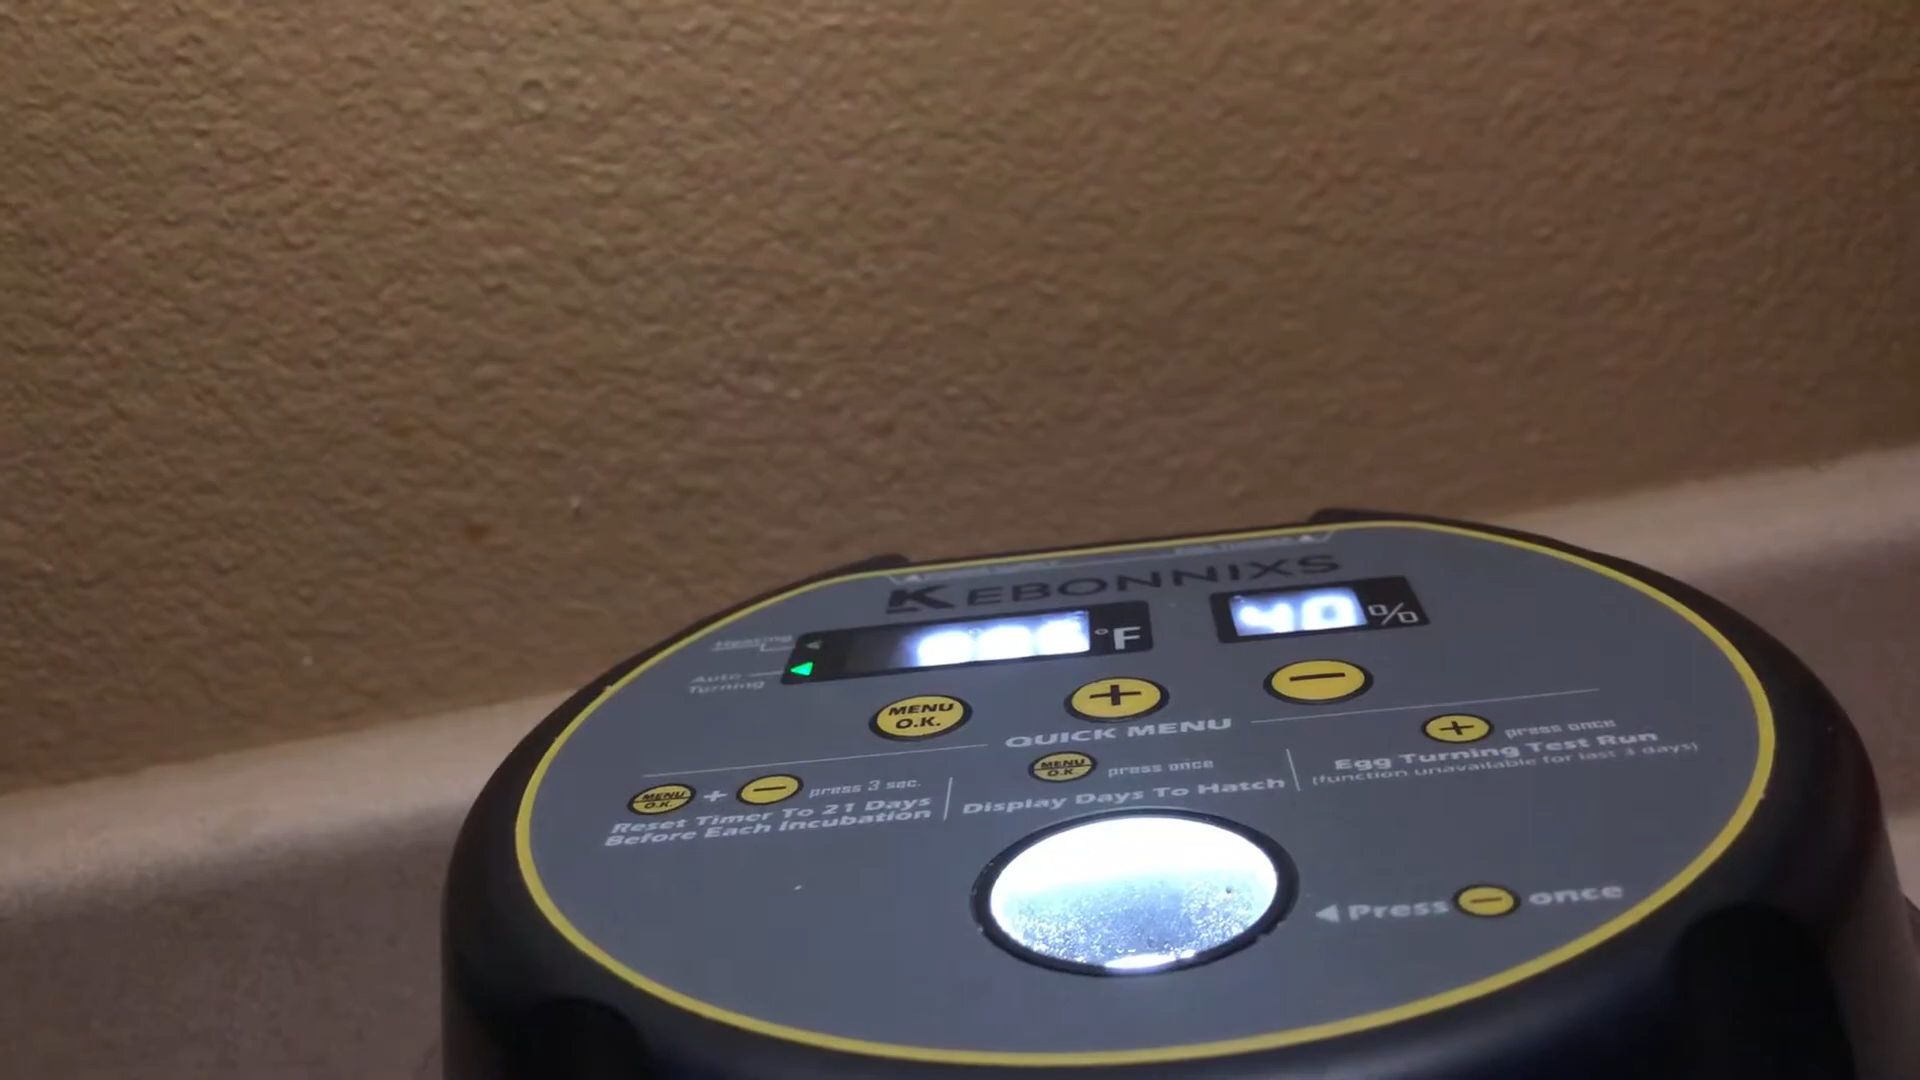 KEBONNIXS
Heating
°F
40 %
Auto
Turning
MENU
O.K.
+
−
QUICK MENU
MENU
O.K. + − press 3 sec.
Reset Timer To 21 Days
Before Each Incubation
MENU
O.K. press once
Display Days To Hatch
+ press once
Egg Turning Test Run
(function unavailable for last 3 days)
Press − once